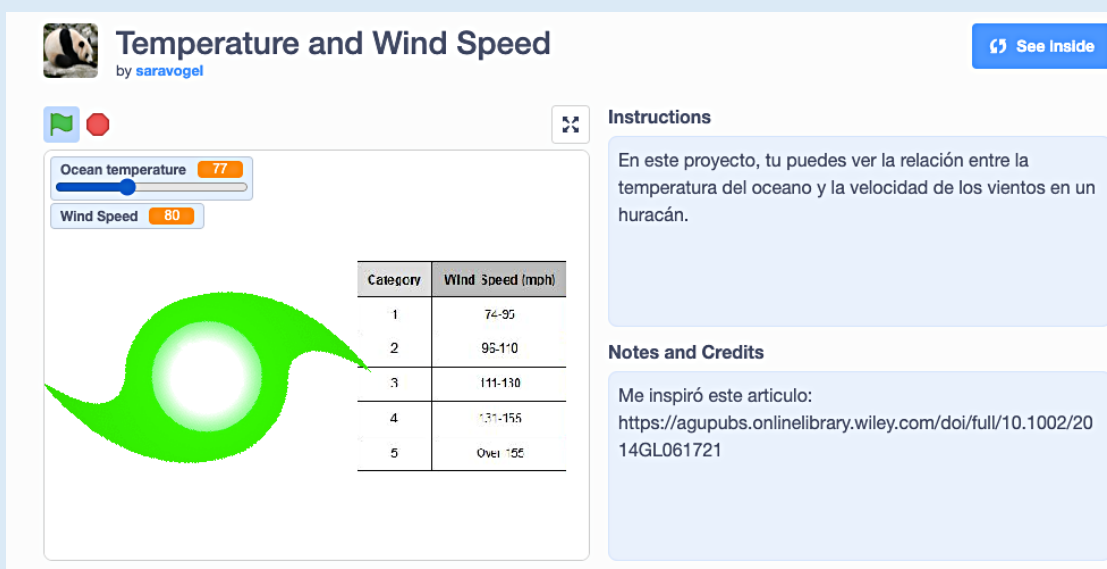 Temperature and Wind Speed
by saravogel
See inside
Ocean temperature 77
Wind Speed 80
Category Wind Speed (mph)
1 74-95
2 96-110
3 111-130
4 131-155
5 Over 155
Instructions
En este proyecto, tu puedes ver la relación entre la
temperatura del oceano y la velocidad de los vientos en un
huracán.
Notes and Credits
Me inspiró este articulo:
https://agupubs.onlinelibrary.wiley.com/doi/full/10.1002/20
14GL061721